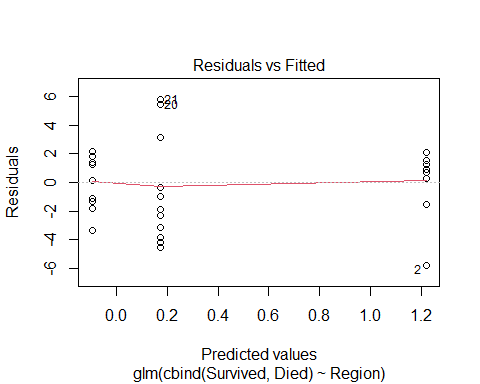 Residuals vs Fitted
Residuals
6
4
2
0
-2
-4
-6
21
20
2
0.0 0.2 0.4 0.6 0.8 1.0 1.2
Predicted values
glm(cbind(Survived, Died) ~ Region)